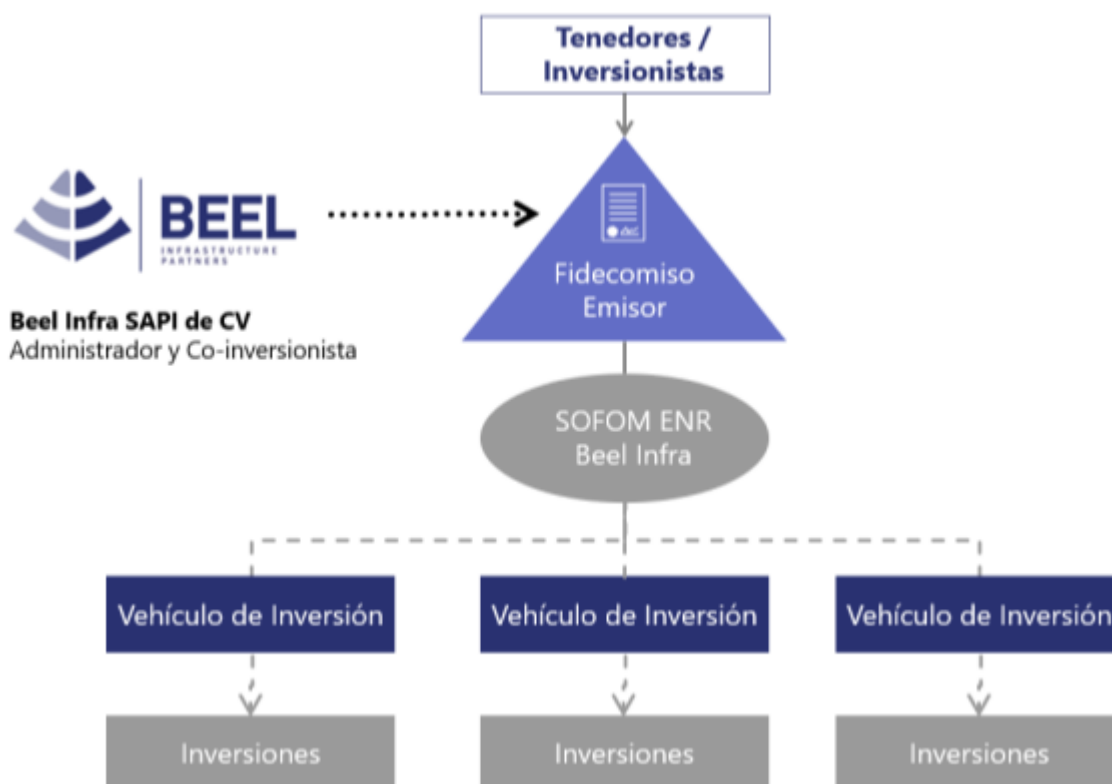 Tenedores /
Inversionistas
BEEL
INFRASTRUCTURE
PARTNERS
Beel Infra SAPI de CV
Administrador y Co-inversionista
Fidecomiso
Emisor
SOFOM ENR
Beel Infra
Vehículo de Inversión
Vehículo de Inversión
Vehículo de Inversión
Inversiones
Inversiones
Inversiones